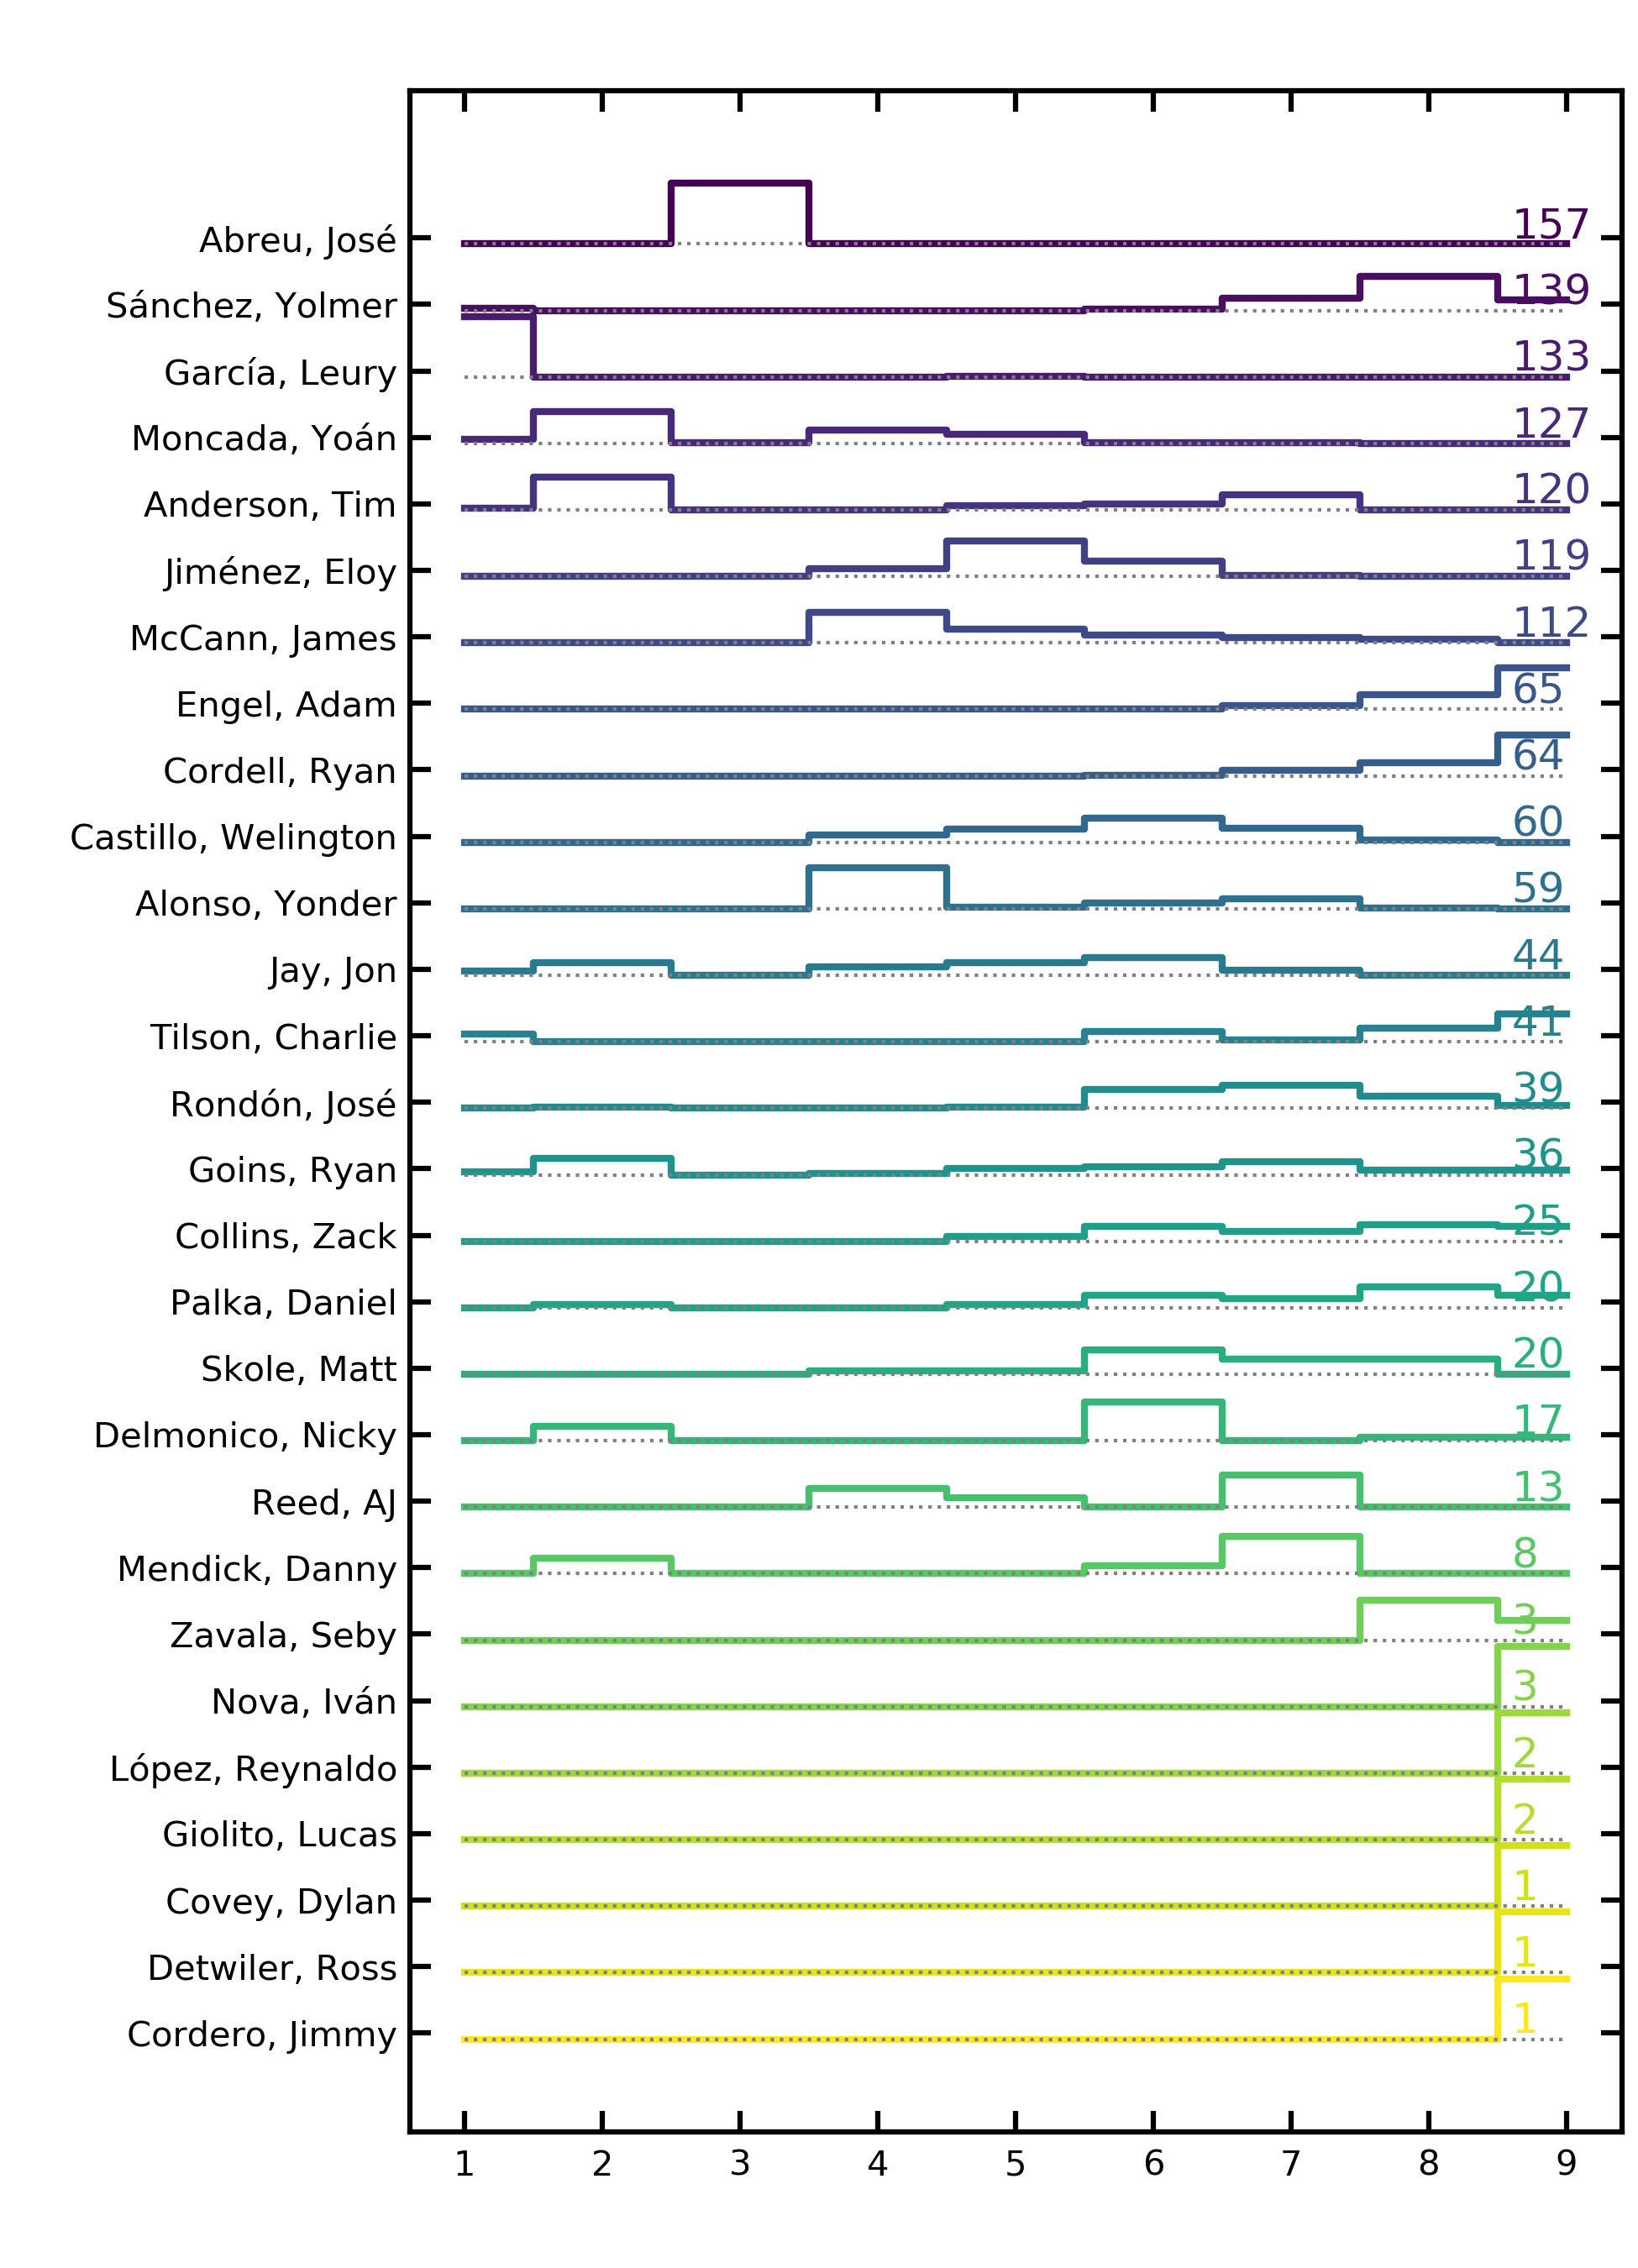 Abreu, José 157
Sánchez, Yolmer 139
García, Leury 133
Moncada, Yoán 127
Anderson, Tim 120
Jiménez, Eloy 119
McCann, James 112
Engel, Adam 65
Cordell, Ryan 64
Castillo, Welington 60
Alonso, Yonder 59
Jay, Jon 44
Tilson, Charlie 41
Rondón, José 39
Goins, Ryan 36
Collins, Zack 25
Palka, Daniel 20
Skole, Matt 20
Delmonico, Nicky 17
Reed, AJ 13
Mendick, Danny 8
Zavala, Seby 3
Nova, Iván 3
López, Reynaldo 2
Giolito, Lucas 2
Covey, Dylan 1
Detwiler, Ross 1
Cordero, Jimmy 1
1 2 3 4 5 6 7 8 9